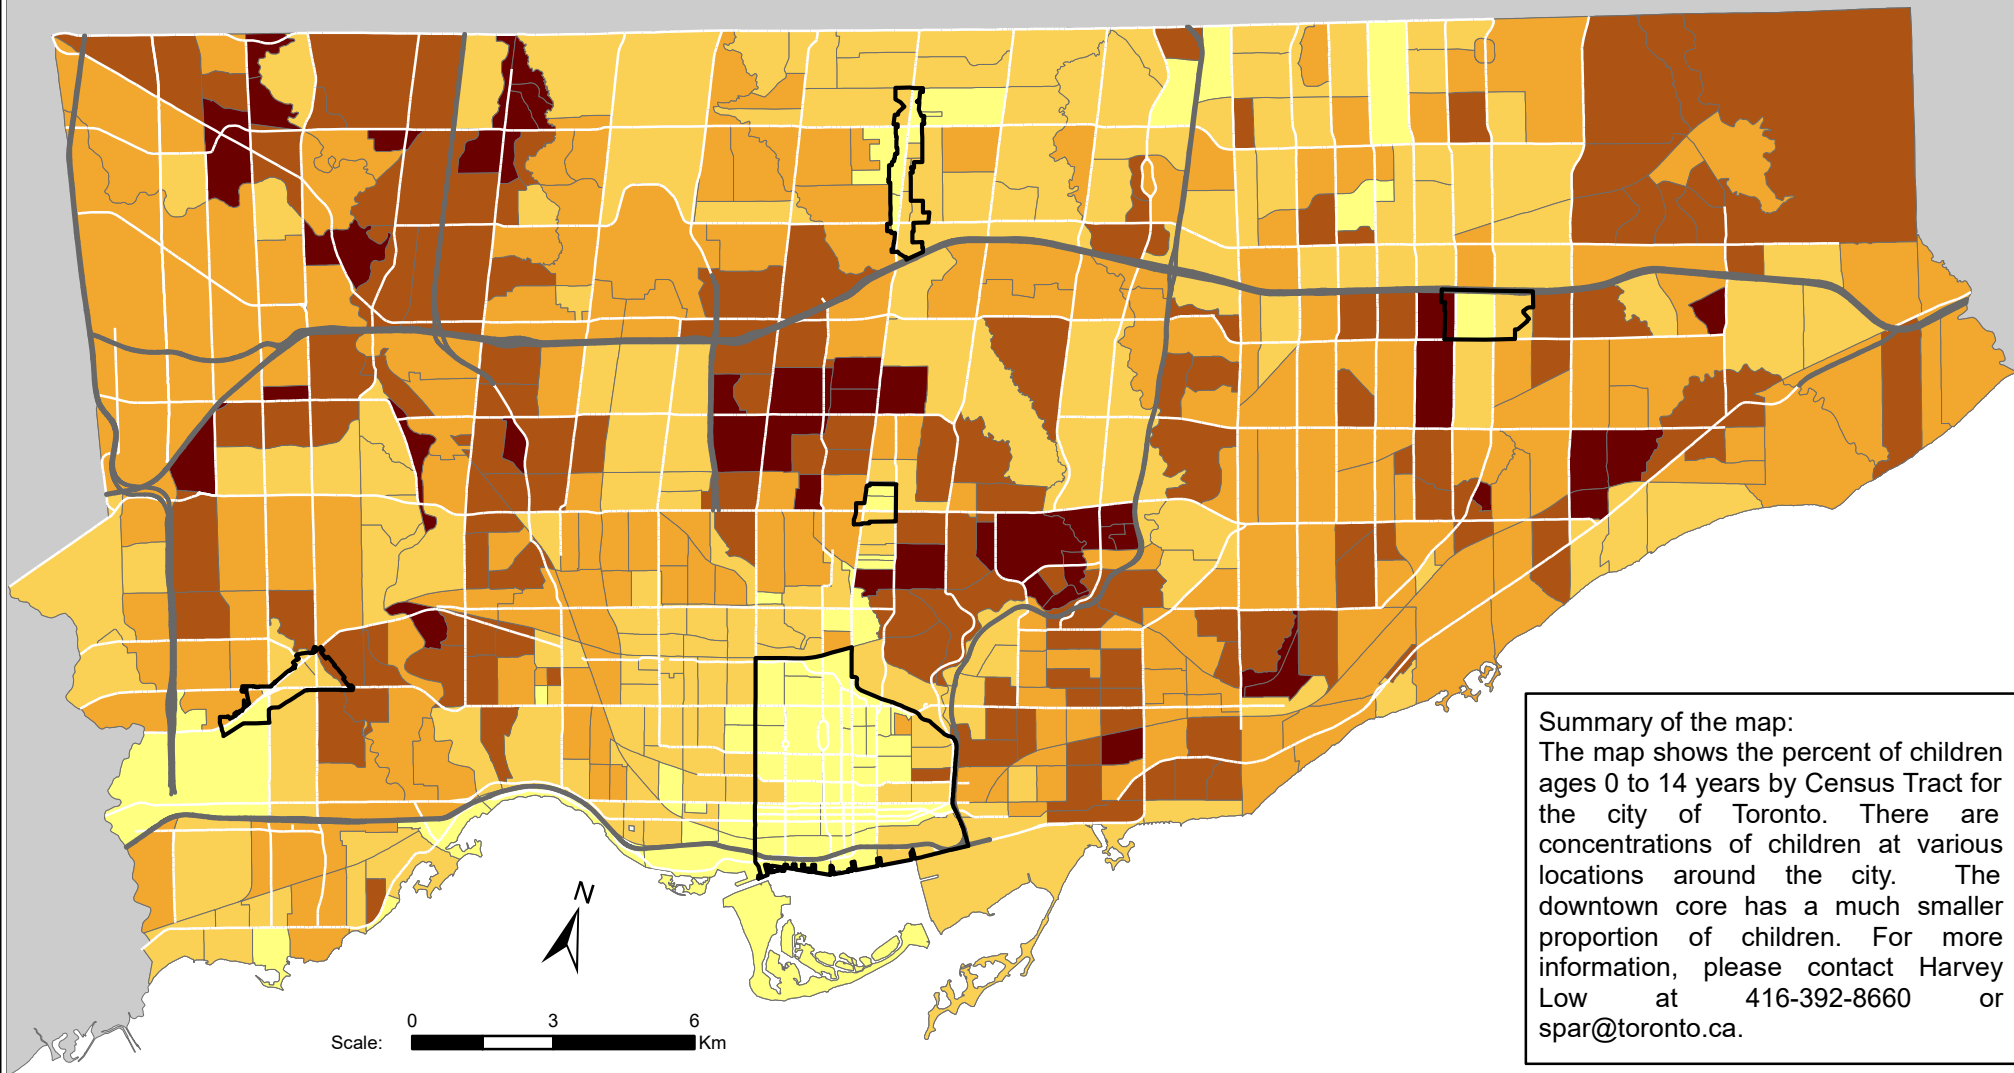 Summary of the map:
The map shows the percent of children
ages 0 to 14 years by Census Tract for
the city of Toronto. There are
concentrations of children at various
locations around the city. The
downtown core has a much smaller
proportion of children. For more
information, please contact Harvey
Low at 416-392-8660 or
spar@toronto.ca.
N
0 3 6
Scale: Km